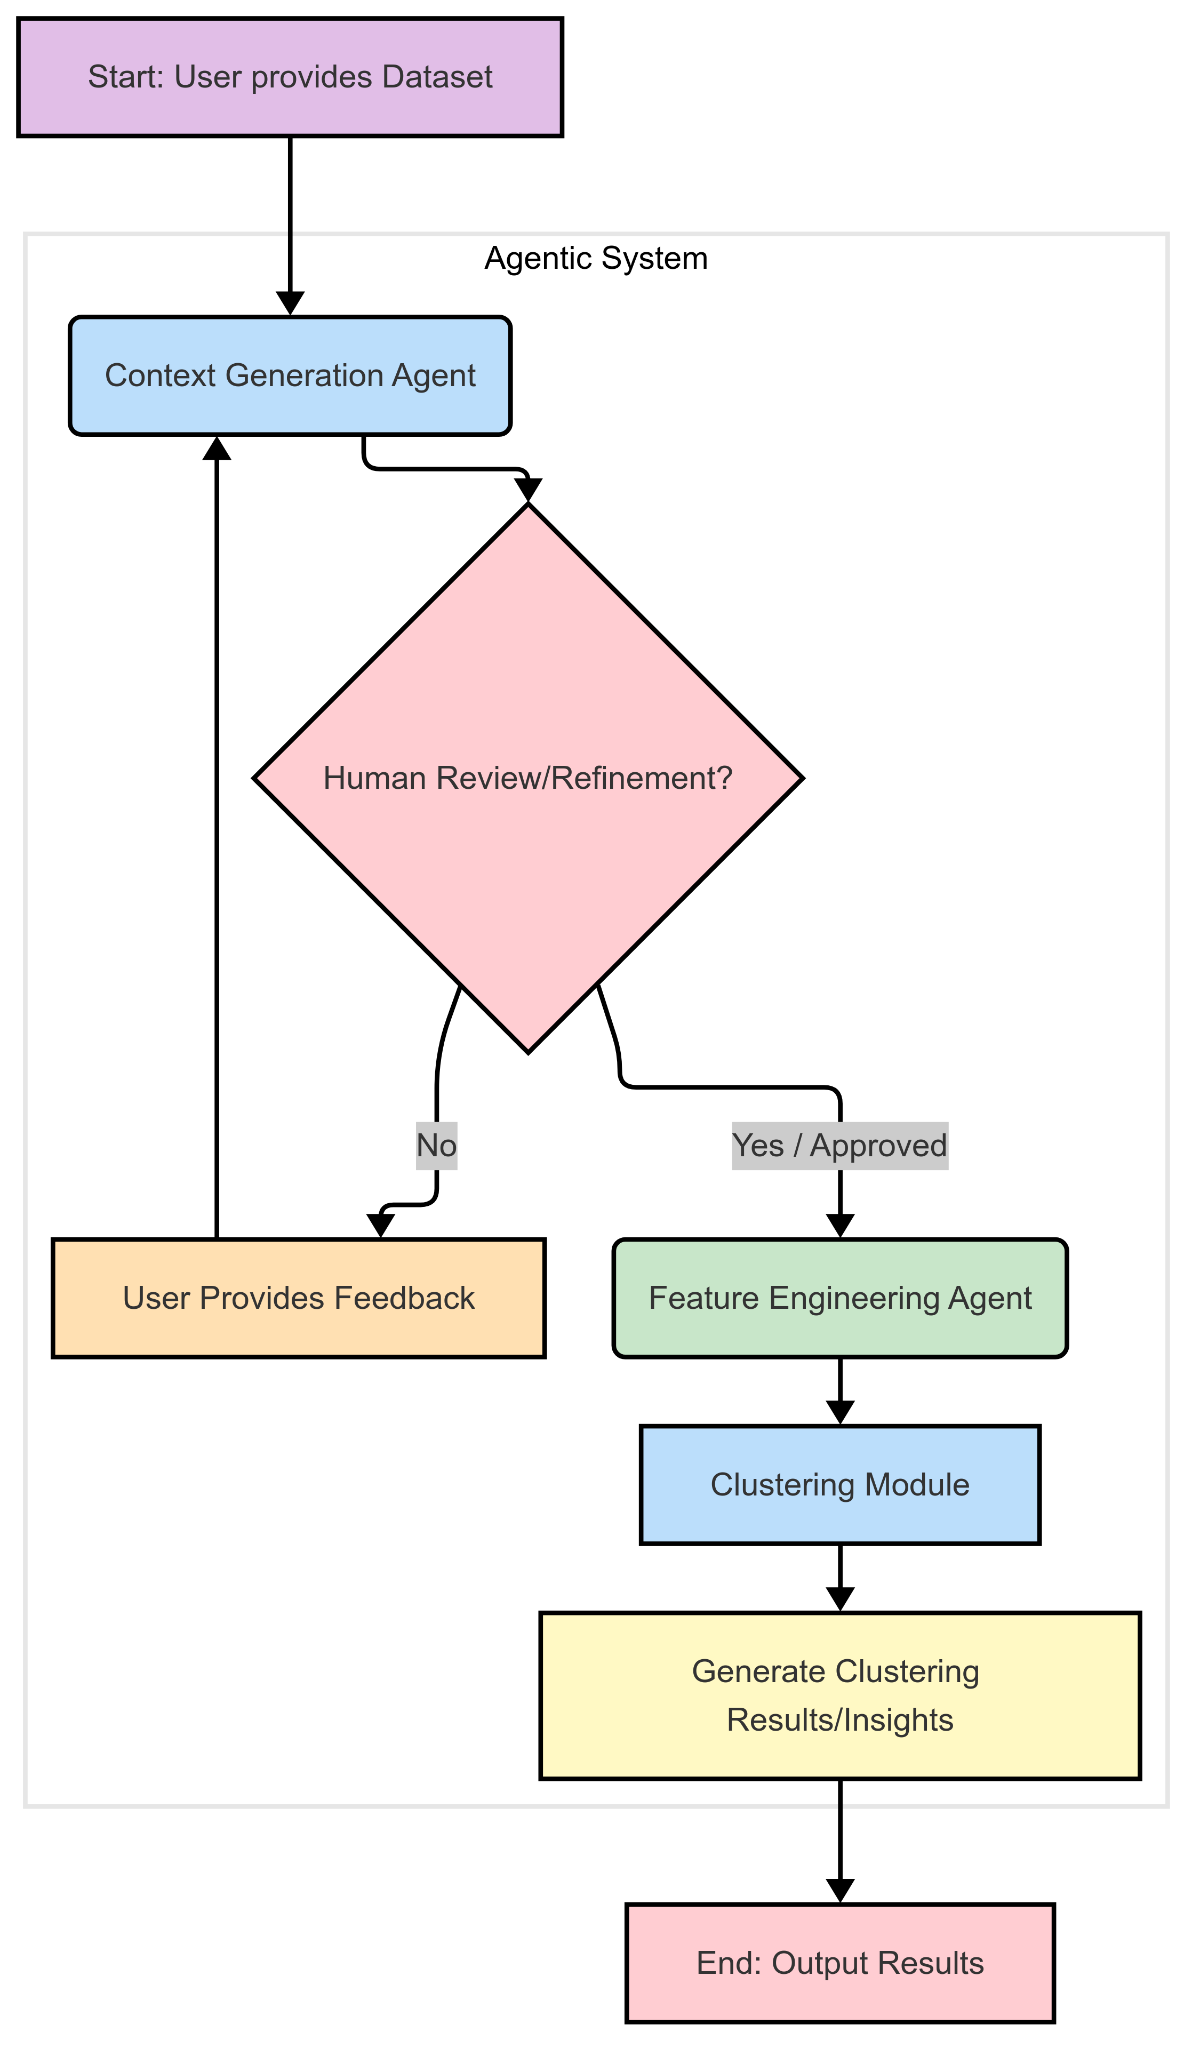 Start: User provides Dataset
Agentic System
Context Generation Agent
Human Review/Refinement?
No
Yes / Approved
User Provides Feedback
Feature Engineering Agent
Clustering Module
Generate Clustering
Results/Insights
End: Output Results